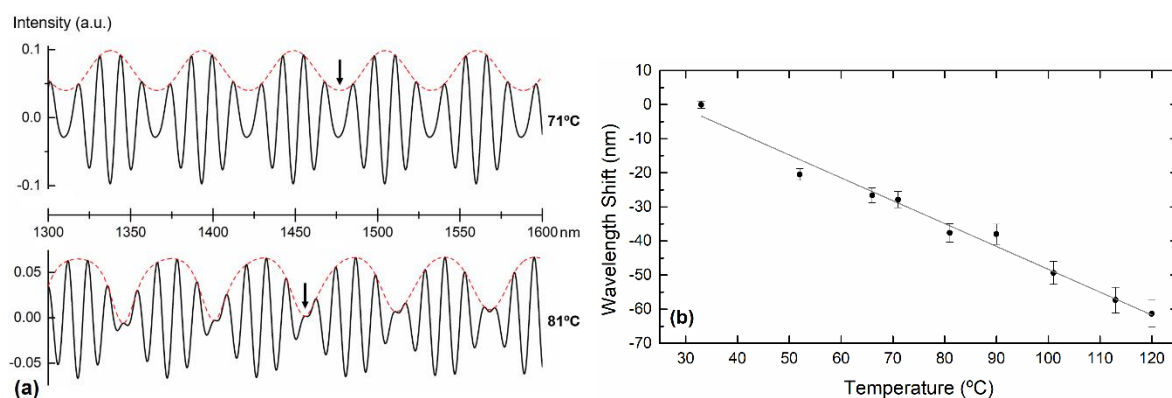 Intensity (a.u.)
0.1
0.0
-0.1
71ºC
1300 1350 1400 1450 1500 1550 1600 nm
0.05
0.00
-0.05
81ºC
(a)
10
0
-10
-20
-30
-40
-50
-60
-70
Wavelength Shift (nm)
(b)
30 40 50 60 70 80 90 100 110 120
Temperature (ºC)